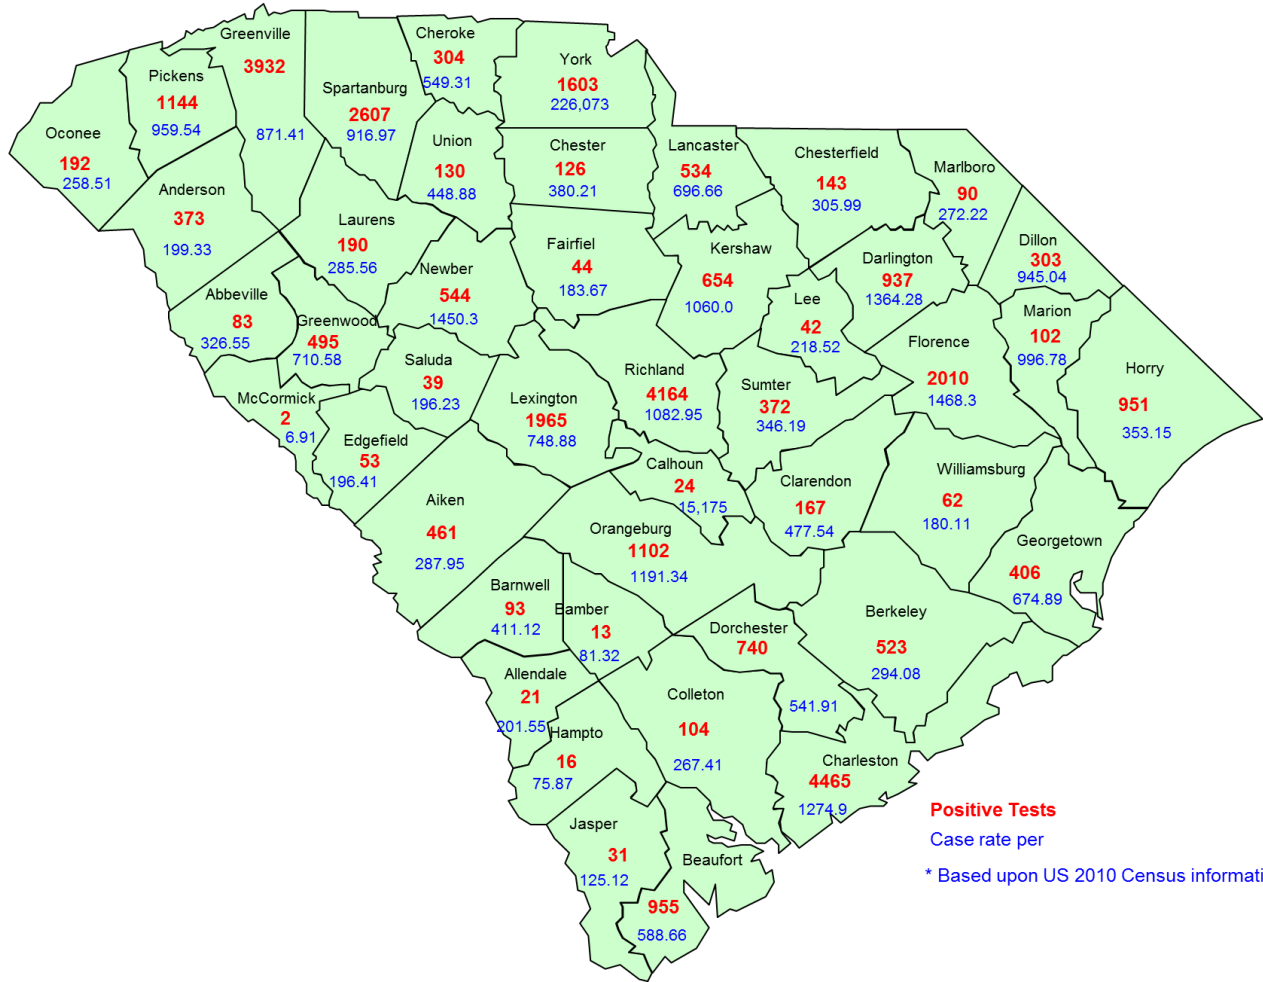 Greenville
3932
871.41
Cheroke
304
549.31
York
1603
226,073
Pickens
1144
959.54
Spartanburg
2607
916.97
Oconee
192
258.51
Union
130
448.88
Chester
126
380.21
Lancaster
534
696.66
Chesterfield
143
305.99
Marlboro
90
272.22
Anderson
373
199.33
Laurens
190
285.56
Newber
544
1450.3
Fairfiel
44
183.67
Kershaw
654
1060.0
Darlington
937
1364.28
Dillon
303
945.04
Abbeville
83
326.55
Greenwood
495
710.58
Lee
42
218.52
Marion
102
996.78
Saluda
39
196.23
Richland
4164
1082.95
Sumter
372
346.19
Florence
2010
1468.3
Horry
951
353.15
McCormick
2
6.91
Lexington
1965
748.88
Edgefield
53
196.41
Calhoun
24
15,175
Clarendon
167
477.54
Williamsburg
62
180.11
Aiken
461
287.95
Orangeburg
1102
1191.34
Georgetown
406
674.89
Barnwell
93
411.12
Bamber
13
81.32
Dorchester
740
541.91
Berkeley
523
294.08
Allendale
21
201.55
Colleton
104
267.41
Hampto
16
75.87
Charleston
4465
1274.9
Jasper
31
125.12
Beaufort
955
588.66
Positive Tests
Case rate per
* Based upon US 2010 Census informati